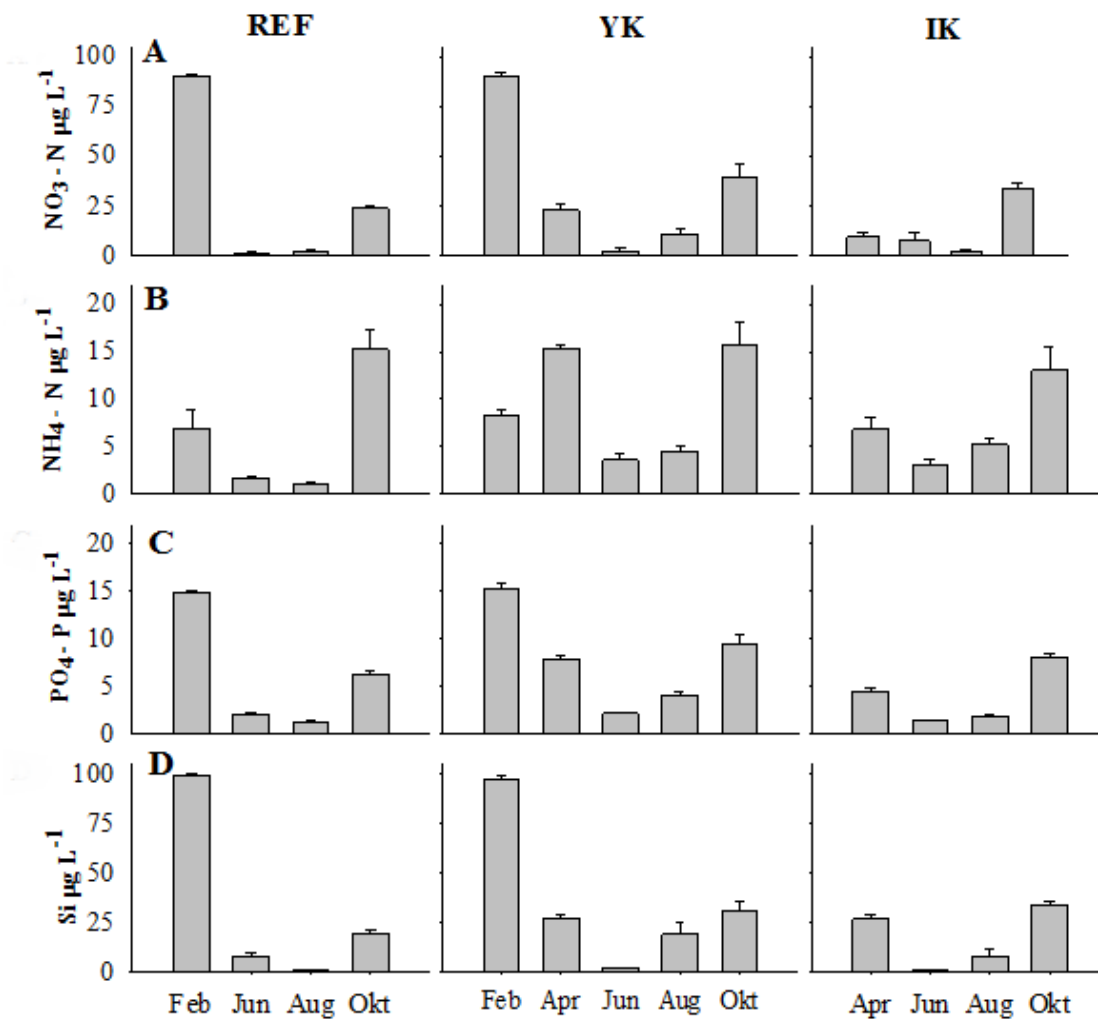 REF YK IK
A
NO₃ - N µg L⁻¹
100
75
50
25
0
B
NH₄ - N µg L⁻¹
20
15
10
5
0
C
PO₄ - P µg L⁻¹
20
15
10
5
0
D
Si µg L⁻¹
100
75
50
25
0
Feb Jun Aug Okt Feb Apr Jun Aug Okt Apr Jun Aug Okt